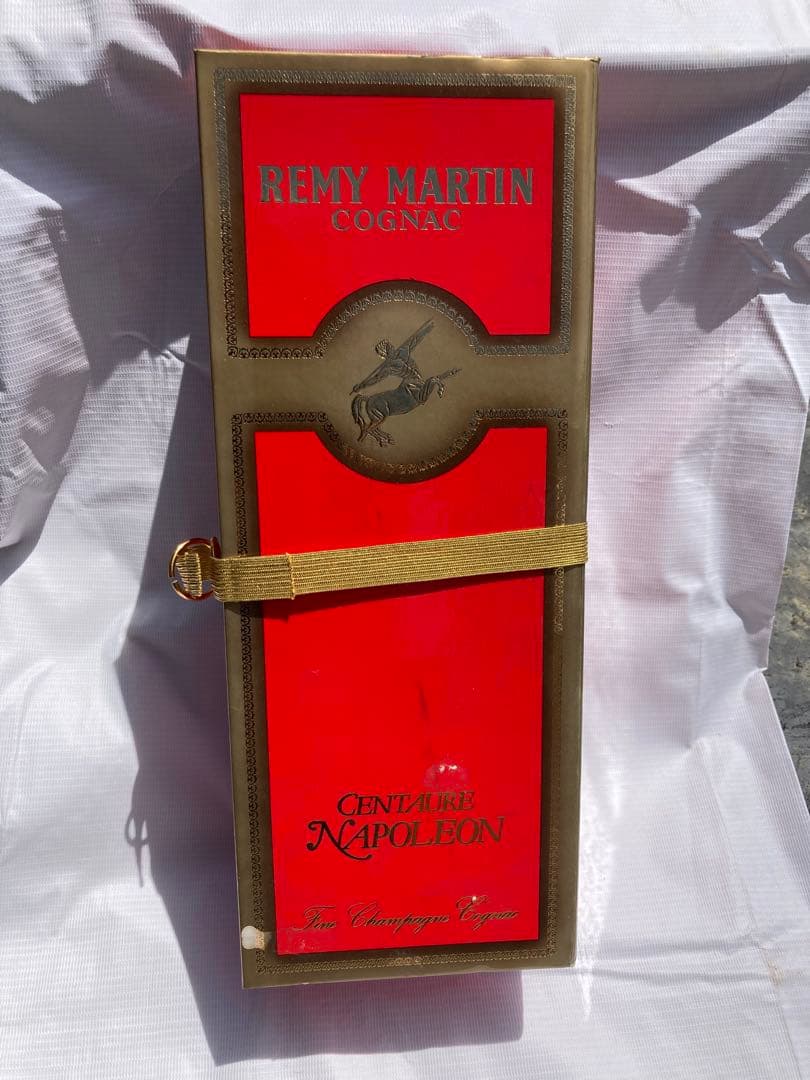 REMY MARTIN
COGNAC
CENTAURE
NAPOLEON
Fine Champagne Cognac